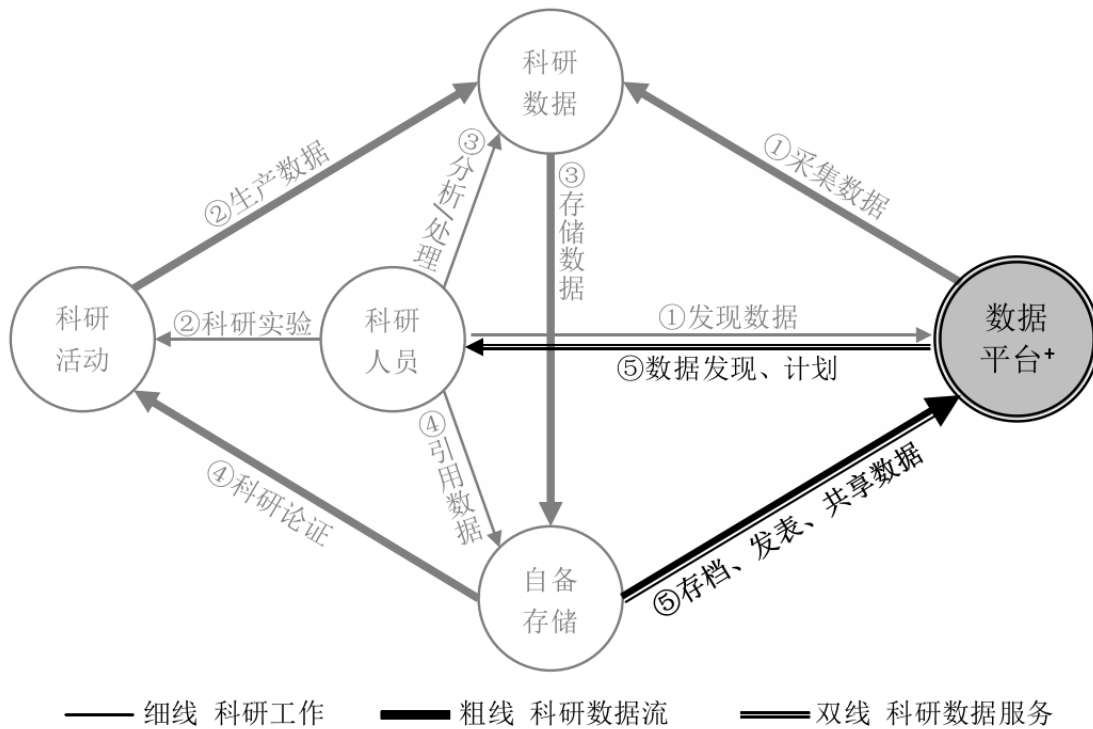 科研
数据
①采集数据
②生产数据
③分析/处理
③存储数据
科研
活动
②科研实验
科研
人员
①发现数据
⑤数据发现、计划
数据
平台⁺
④科研论证
④引用数据
⑤存档、发表、共享数据
自备
存储
细线 科研工作
粗线 科研数据流
双线 科研数据服务